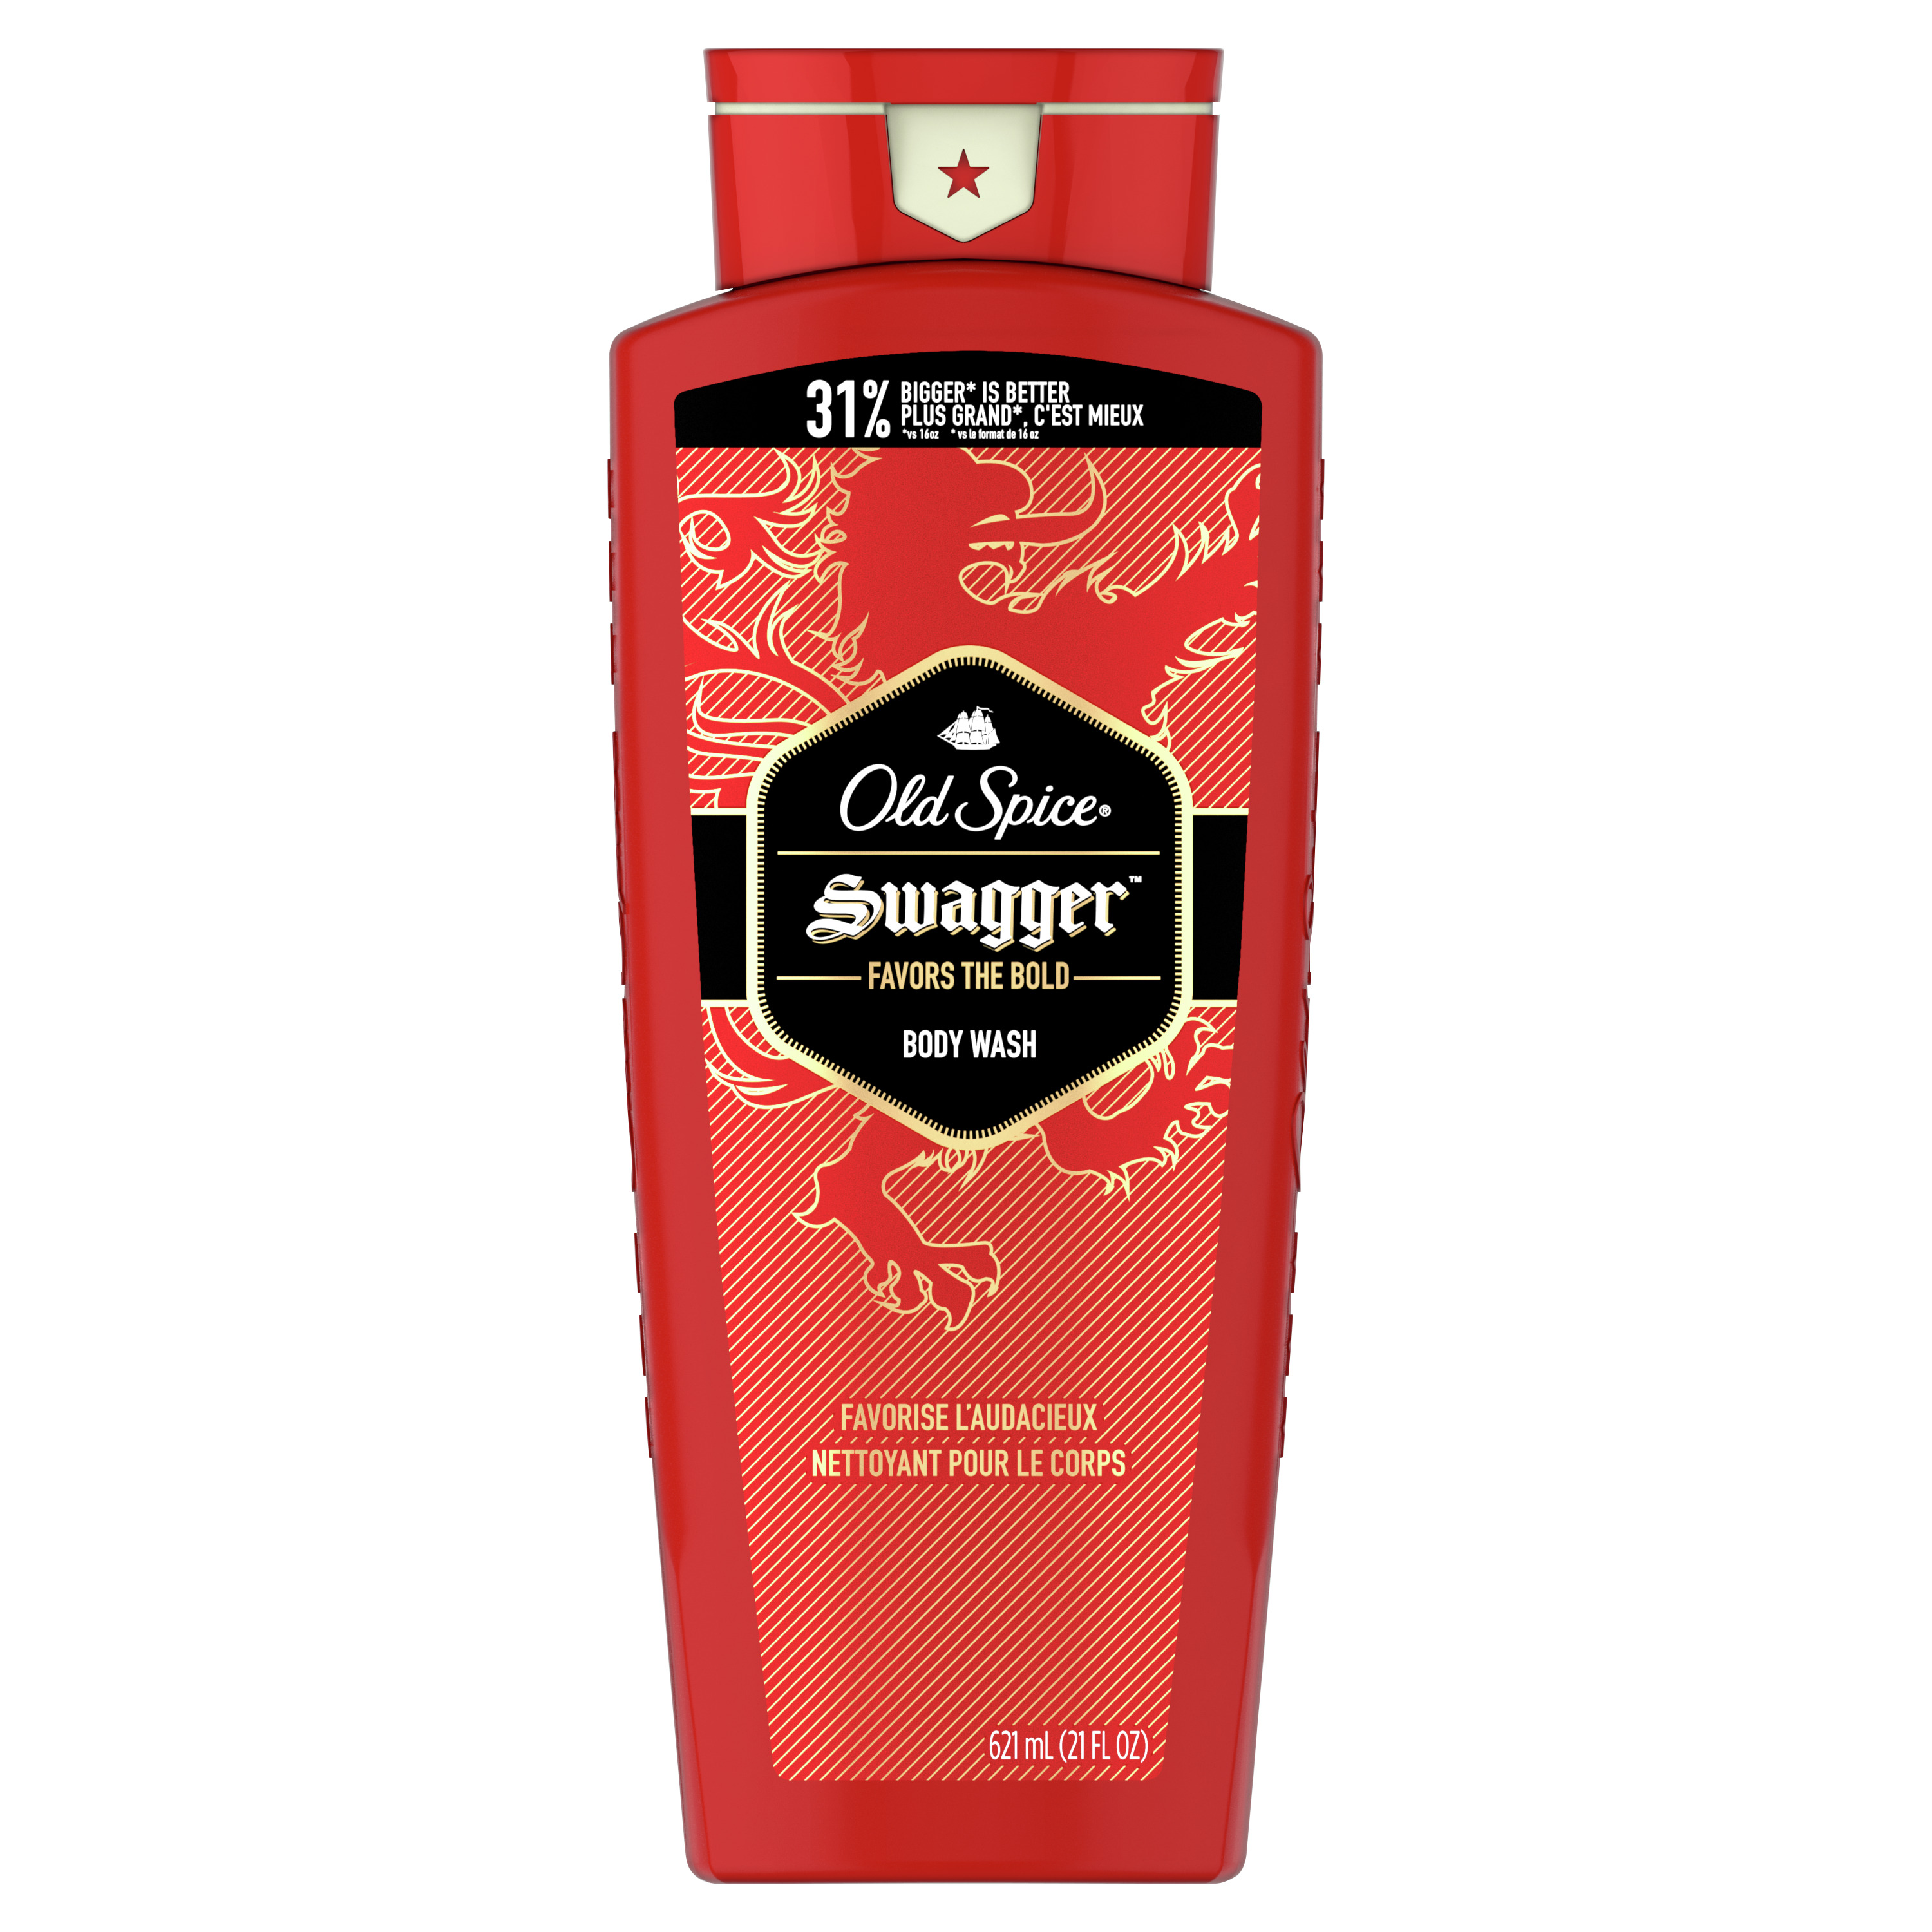 31% BIGGER* IS BETTER
PLUS GRAND*, C'EST MIEUX
*vs 16oz *vs le format de 16 oz
Old Spice®
Swagger™
FAVORS THE BOLD
BODY WASH
FAVORISE L'AUDACIEUX
NETTOYANT POUR LE CORPS
621 mL (21 FL OZ)